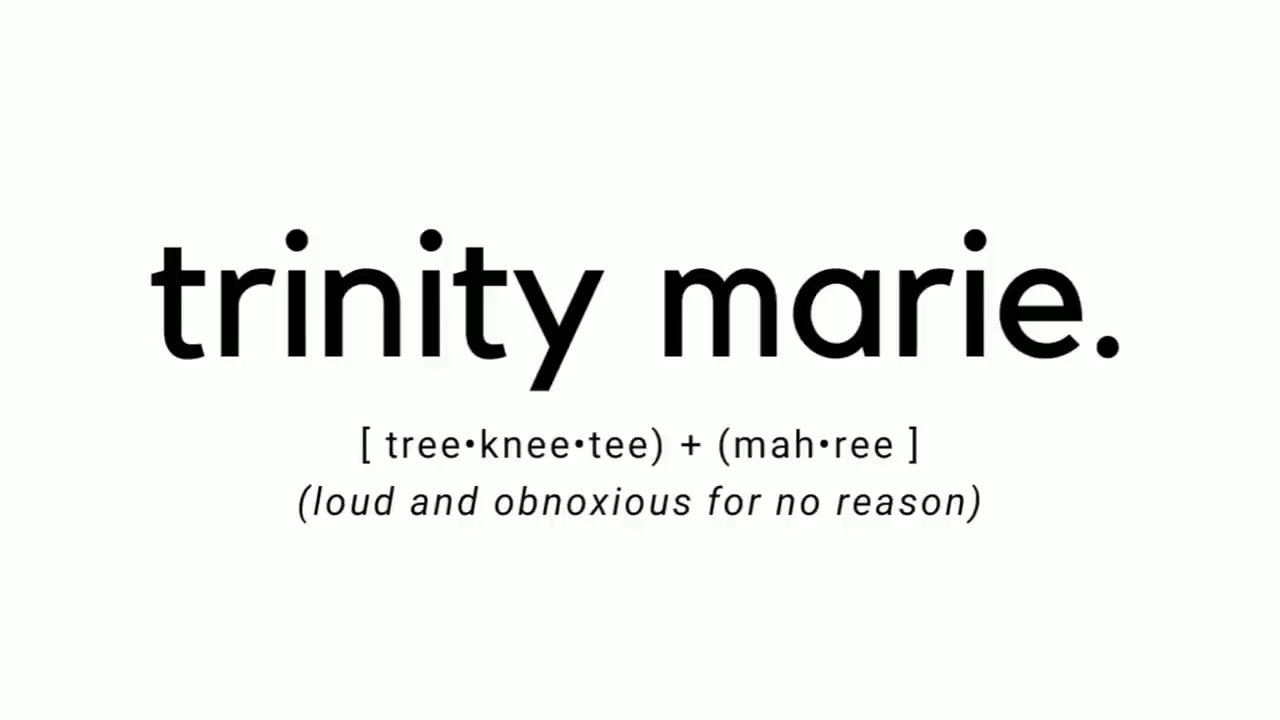 trinity marie.
[ tree•knee•tee) + (mah•ree ]
(loud and obnoxious for no reason)